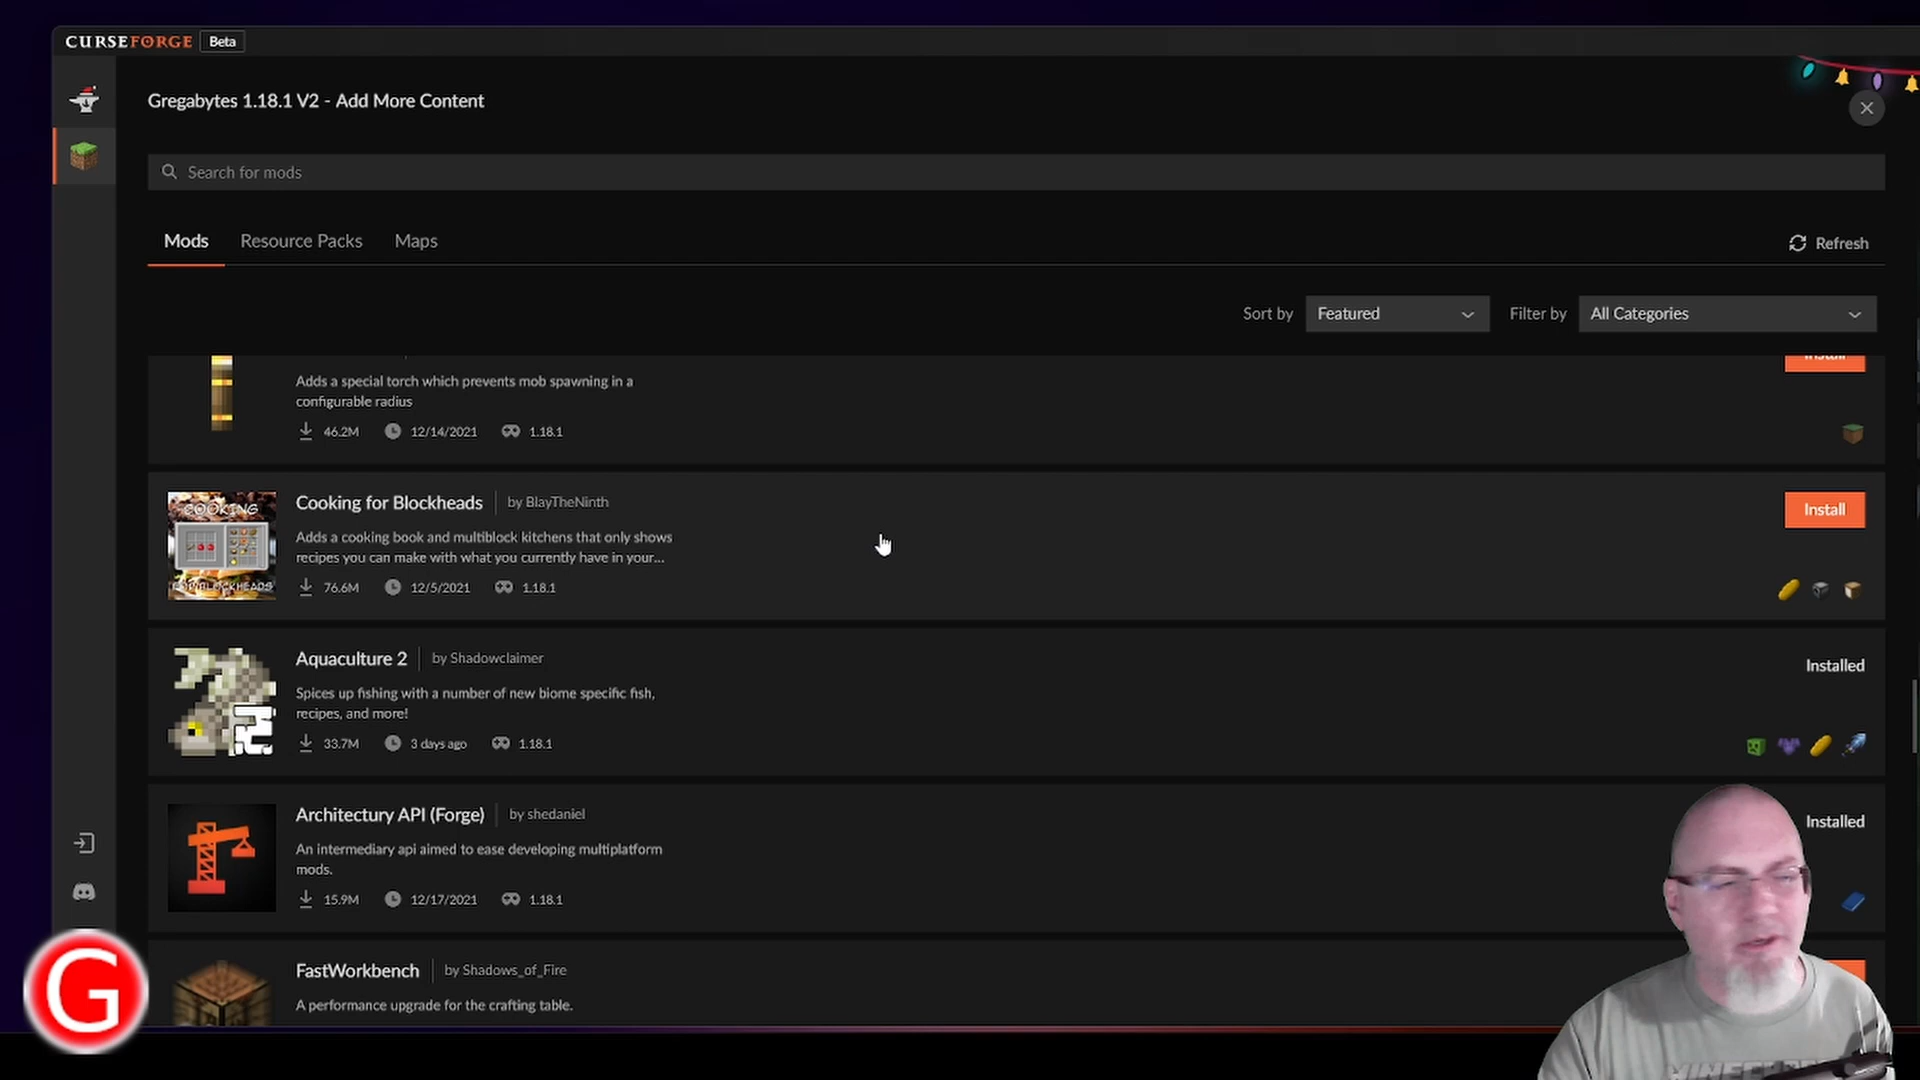 CURSEFORGE Beta
Gregabytes 1.18.1 V2 - Add More Content
Search for mods
Mods Resource Packs Maps
Refresh
Sort by Featured Filter by All Categories
Install
Adds a special torch which prevents mob spawning in a
configurable radius
46.2M 12/14/2021 1.18.1
Cooking for Blockheads by BlayTheNinth
Install
Adds a cooking book and multiblock kitchens that only shows
recipes you can make with what you currently have in your...
76.6M 12/5/2021 1.18.1
COOKING
FOR BLOCKHEADS
Aquaculture 2 by Shadowclaimer
Installed
Spices up fishing with a number of new biome specific fish,
recipes, and more!
33.7M 3 days ago 1.18.1
2
Architectury API (Forge) by shedaniel
Installed
An intermediary api aimed to ease developing multiplatform
mods.
15.9M 12/17/2021 1.18.1
FastWorkbench by Shadows_of_Fire
A performance upgrade for the crafting table.
G